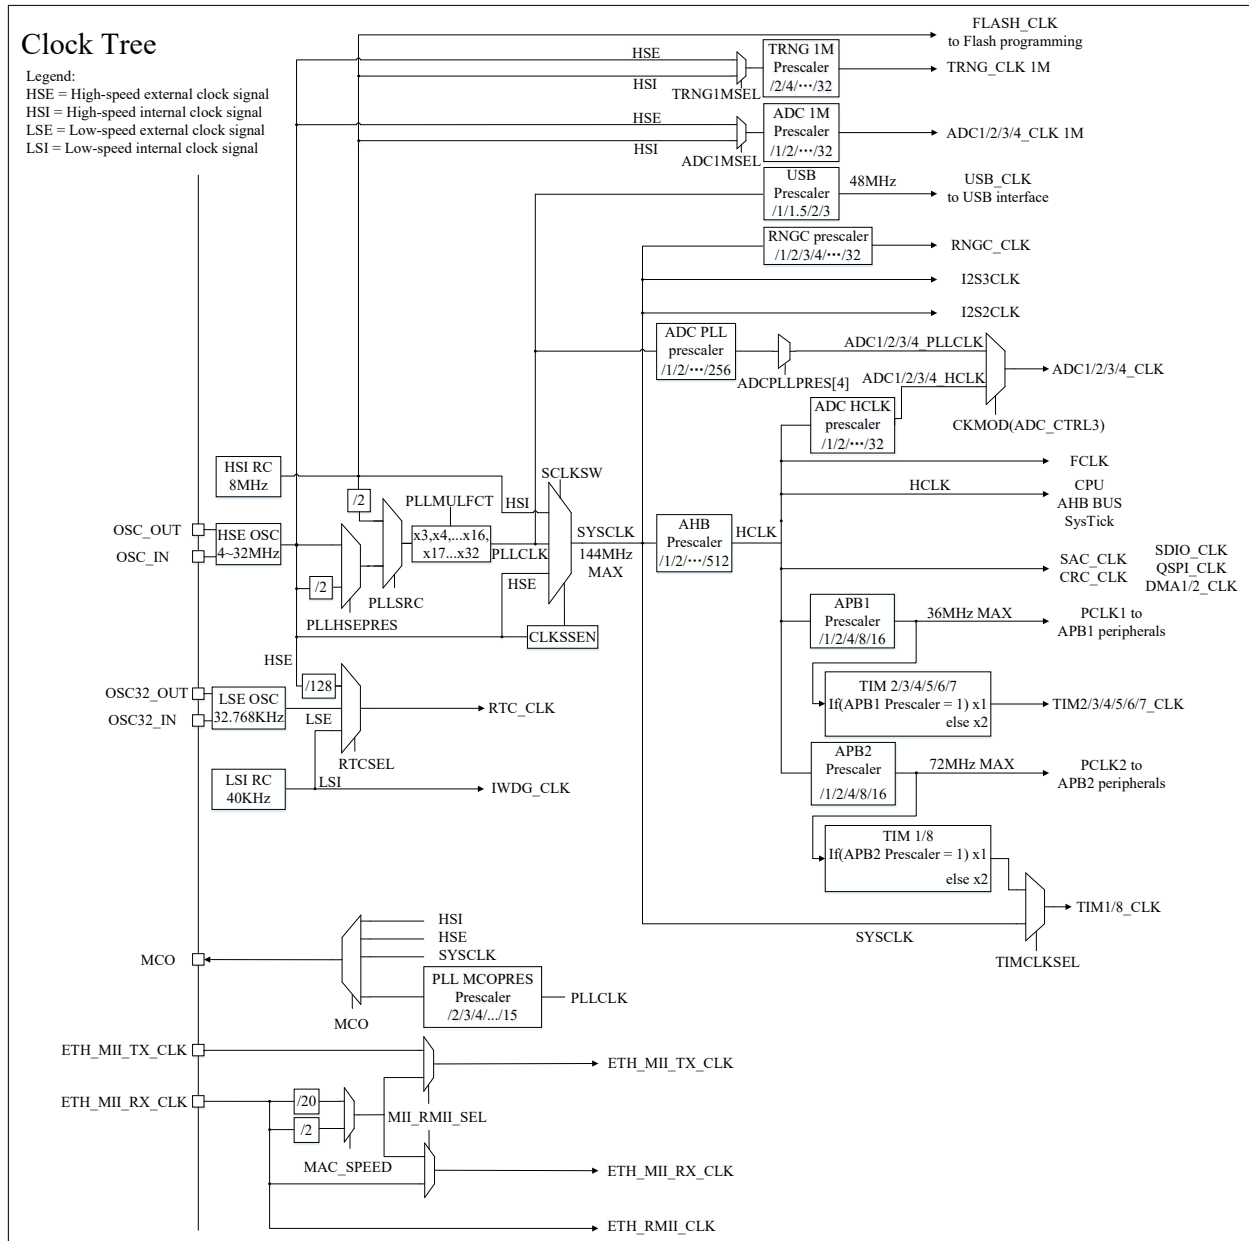 Clock Tree
Legend:
HSE = High-speed external clock signal
HSI = High-speed internal clock signal
LSE = Low-speed external clock signal
LSI = Low-speed internal clock signal
FLASH_CLK
to Flash programming
HSE
HSI
TRNG1MSEL
TRNG 1M
Prescaler
/2/4/···/32
TRNG_CLK 1M
HSE
HSI
ADC1MSEL
ADC 1M
Prescaler
/1/2/···/32
ADC1/2/3/4_CLK 1M
USB
Prescaler
/1/1.5/2/3
48MHz
USB_CLK
to USB interface
RNGC prescaler
/1/2/3/4/···/32
RNGC_CLK
I2S3CLK
I2S2CLK
ADC PLL
prescaler
/1/2/···/256
ADCPLLPRES[4]
ADC1/2/3/4_PLLCLK
ADC1/2/3/4_HCLK
ADC1/2/3/4_CLK
CKMOD(ADC_CTRL3)
ADC HCLK
prescaler
/1/2/···/32
FCLK
HCLK
CPU
AHB BUS
SysTick
HSI RC
8MHz
/2
PLLMULFCT
x3,x4,...x16,
x17...x32
PLLCLK
SCLKSW
HSI
HSE
SYSCLK
144MHz
MAX
CLKSSEN
AHB
Prescaler
/1/2/···/512
HCLK
OSC_OUT
OSC_IN
HSE OSC
4~32MHz
/2
PLLSRC
PLLHSEPRES
SAC_CLK
CRC_CLK
SDIO_CLK
QSPI_CLK
DMA1/2_CLK
APB1
Prescaler
/1/2/4/8/16
36MHz MAX
PCLK1 to
APB1 peripherals
HSE
/128
OSC32_OUT
OSC32_IN
LSE OSC
32.768KHz
LSE
RTC_CLK
RTCSEL
TIM 2/3/4/5/6/7
If(APB1 Prescaler = 1) x1
else x2
TIM2/3/4/5/6/7_CLK
LSI RC
40KHz
LSI
IWDG_CLK
APB2
Prescaler
/1/2/4/8/16
72MHz MAX
PCLK2 to
APB2 peripherals
TIM 1/8
If(APB2 Prescaler = 1) x1
else x2
TIM1/8_CLK
SYSCLK
TIMCLKSEL
MCO
HSI
HSE
SYSCLK
PLL MCOPRES
Prescaler
/2/3/4/.../15
PLLCLK
MCO
ETH_MII_TX_CLK
ETH_MII_TX_CLK
ETH_MII_RX_CLK
/20
/2
MAC_SPEED
MII_RMII_SEL
ETH_MII_RX_CLK
ETH_RMII_CLK